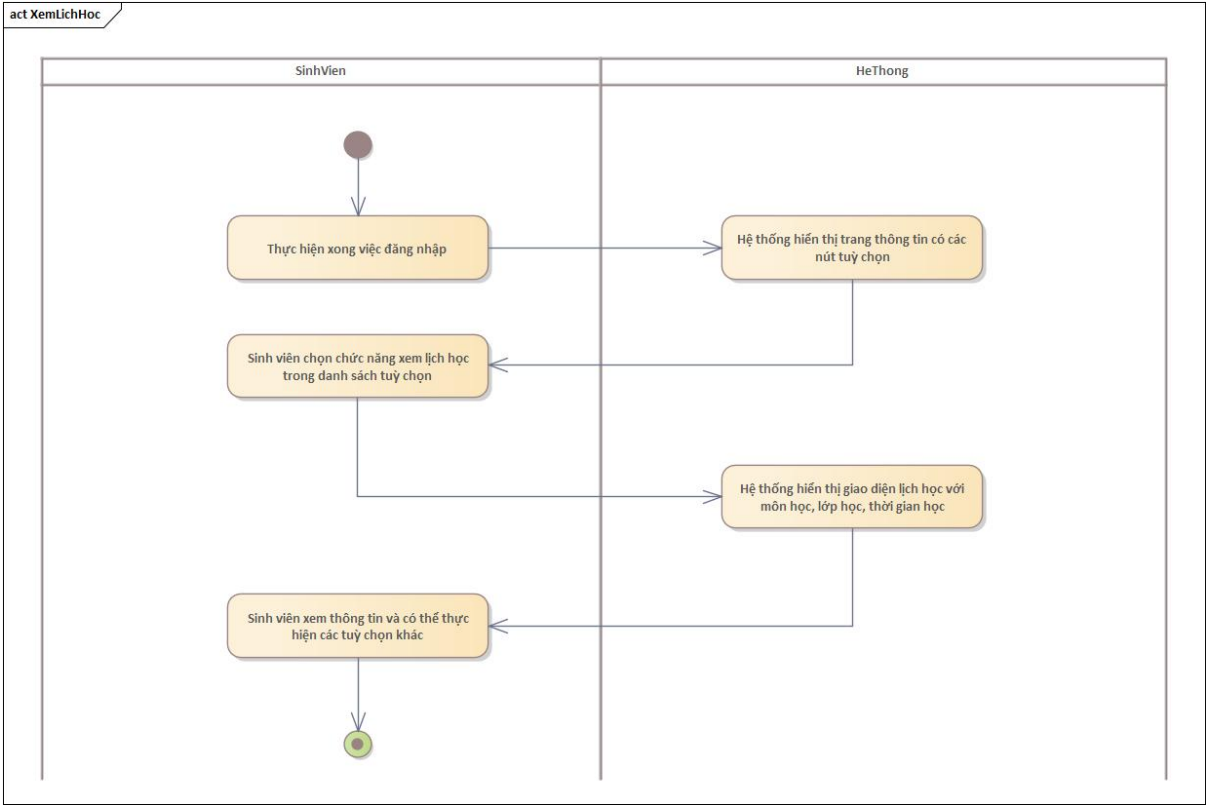 act XemLichHoc
SinhVien
HeThong
Thực hiện xong việc đăng nhập
Hệ thống hiển thị trang thông tin có các
nút tuỳ chọn
Sinh viên chọn chức năng xem lịch học
trong danh sách tuỳ chọn
Hệ thống hiển thị giao diện lịch học với
môn học, lớp học, thời gian học
Sinh viên xem thông tin và có thể thực
hiện các tuỳ chọn khác